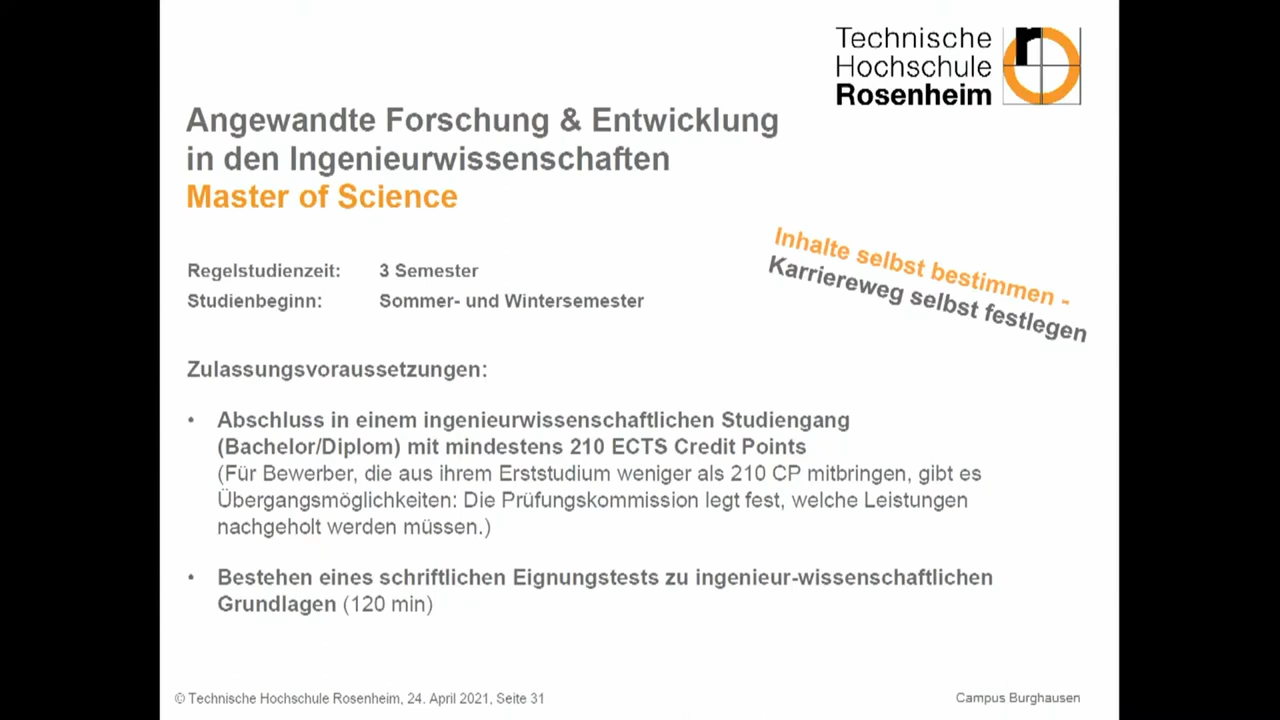 Technische
Hochschule
Rosenheim
Angewandte Forschung & Entwicklung
in den Ingenieurwissenschaften
Master of Science
Inhalte selbst bestimmen -
Karriereweg selbst festlegen
Regelstudienzeit: 3 Semester
Studienbeginn: Sommer- und Wintersemester
Zulassungsvoraussetzungen:
• Abschluss in einem ingenieurwissenschaftlichen Studiengang
(Bachelor/Diplom) mit mindestens 210 ECTS Credit Points
(Für Bewerber, die aus ihrem Erststudium weniger als 210 CP mitbringen, gibt es
Übergangsmöglichkeiten: Die Prüfungskommission legt fest, welche Leistungen
nachgeholt werden müssen.)
• Bestehen eines schriftlichen Eignungstests zu ingenieur-wissenschaftlichen
Grundlagen (120 min)
© Technische Hochschule Rosenheim, 24. April 2021, Seite 31
Campus Burghausen